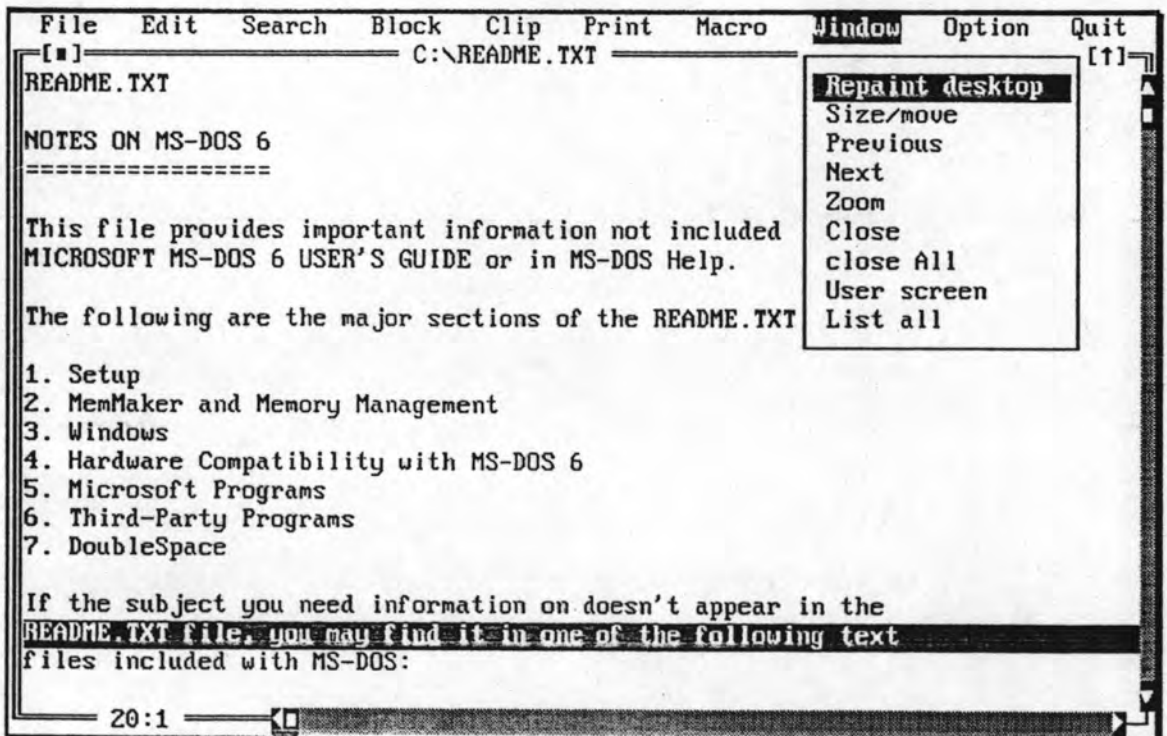 File Edit Search Block Clip Print Macro Window Option Quit
[■] C:\README.TXT [↑]
README.TXT
NOTES ON MS-DOS 6
=================
This file provides important information not included
MICROSOFT MS-DOS 6 USER'S GUIDE or in MS-DOS Help.
The following are the major sections of the README.TXT
1. Setup
2. MemMaker and Memory Management
3. Windows
4. Hardware Compatibility with MS-DOS 6
5. Microsoft Programs
6. Third-Party Programs
7. DoubleSpace
If the subject you need information on doesn't appear in the
README.TXT file, you may find it in one of the following text
files included with MS-DOS:
20:1
Repaint desktop
Size/move
Previous
Next
Zoom
Close
close All
User screen
List all